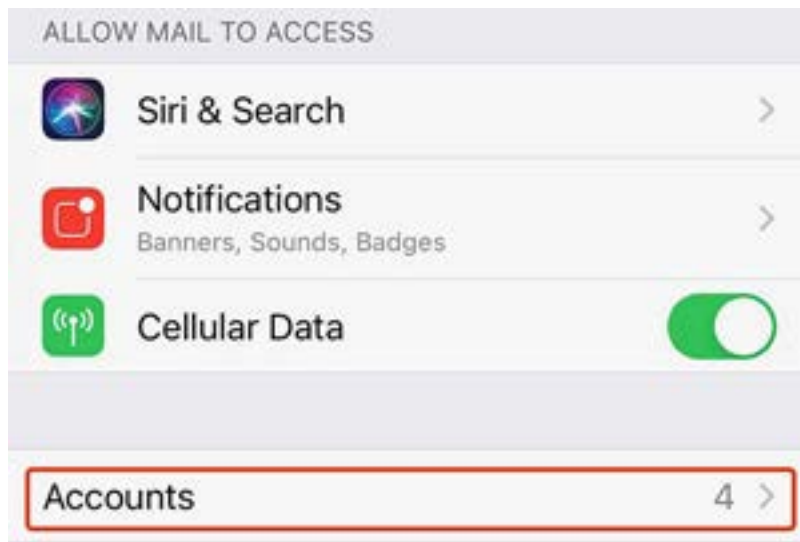 ALLOW MAIL TO ACCESS
Siri & Search
Notifications
Banners, Sounds, Badges
Cellular Data
Accounts 4